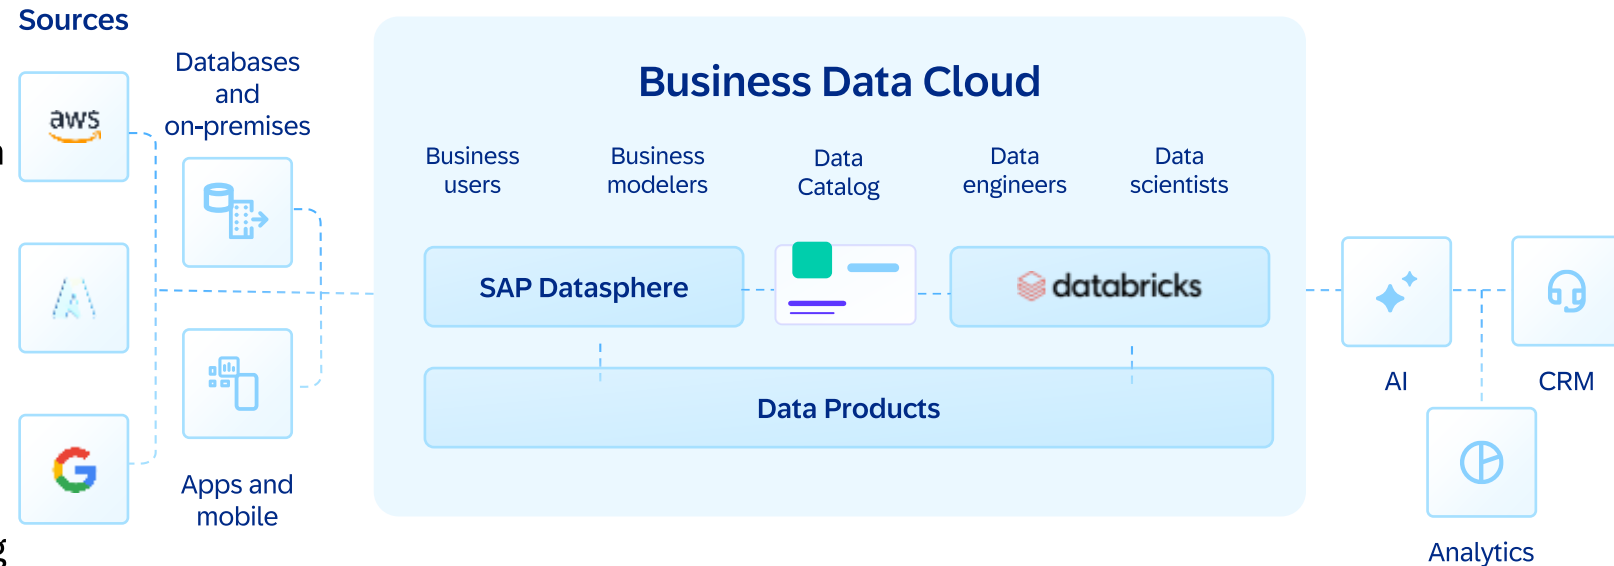 Sources
Databases
and
on-premises
aws
Apps and
mobile
Business Data Cloud
Business
users
Business
modelers
Data
Catalog
Data
engineers
Data
scientists
SAP Datasphere
databricks
Data Products
AI
CRM
Analytics